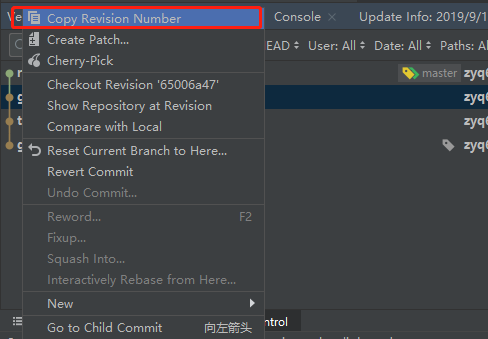 Copy Revision Number
Console × Update Info: 2019/9/1
Create Patch...
EAD User: All Date: All Paths:
Cherry-Pick
master zyq
Checkout Revision '65006a47'
Show Repository at Revision
Compare with Local
zyq
Reset Current Branch to Here...
zyq
Revert Commit
Undo Commit...
Reword... F2
Fixup...
Squash Into...
Interactively Rebase from Here...
New
Go to Child Commit 向左箭头
ntrol